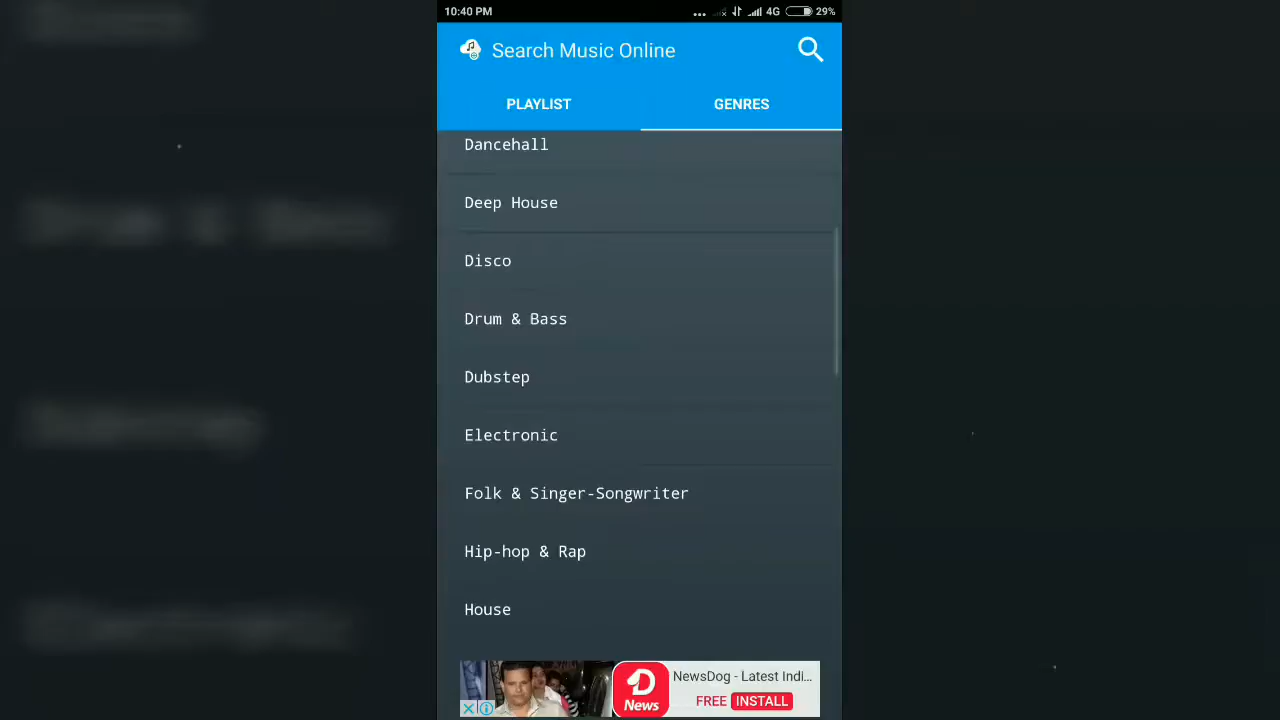 10:40 PM
4G 29%
Search Music Online
PLAYLIST
GENRES
Dancehall
Deep House
Disco
Drum & Bass
Dubstep
Electronic
Folk & Singer-Songwriter
Hip-hop & Rap
House
News
NewsDog - Latest Indi...
FREE INSTALL